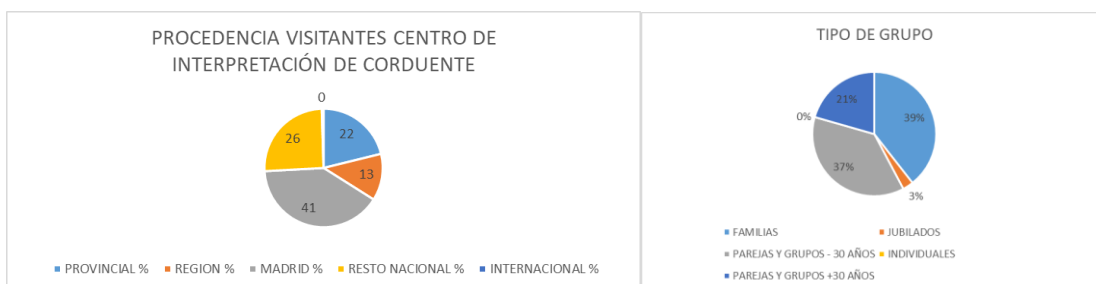 PROCEDENCIA VISITANTES CENTRO DE
INTERPRETACIÓN DE CORDUENTE
0
26
22
13
41
PROVINCIAL %
REGION %
MADRID %
RESTO NACIONAL %
INTERNACIONAL %
TIPO DE GRUPO
21%
39%
0%
37%
3%
FAMILIAS
JUBILADOS
PAREJAS Y GRUPOS - 30 AÑOS
INDIVIDUALES
PAREJAS Y GRUPOS +30 AÑOS